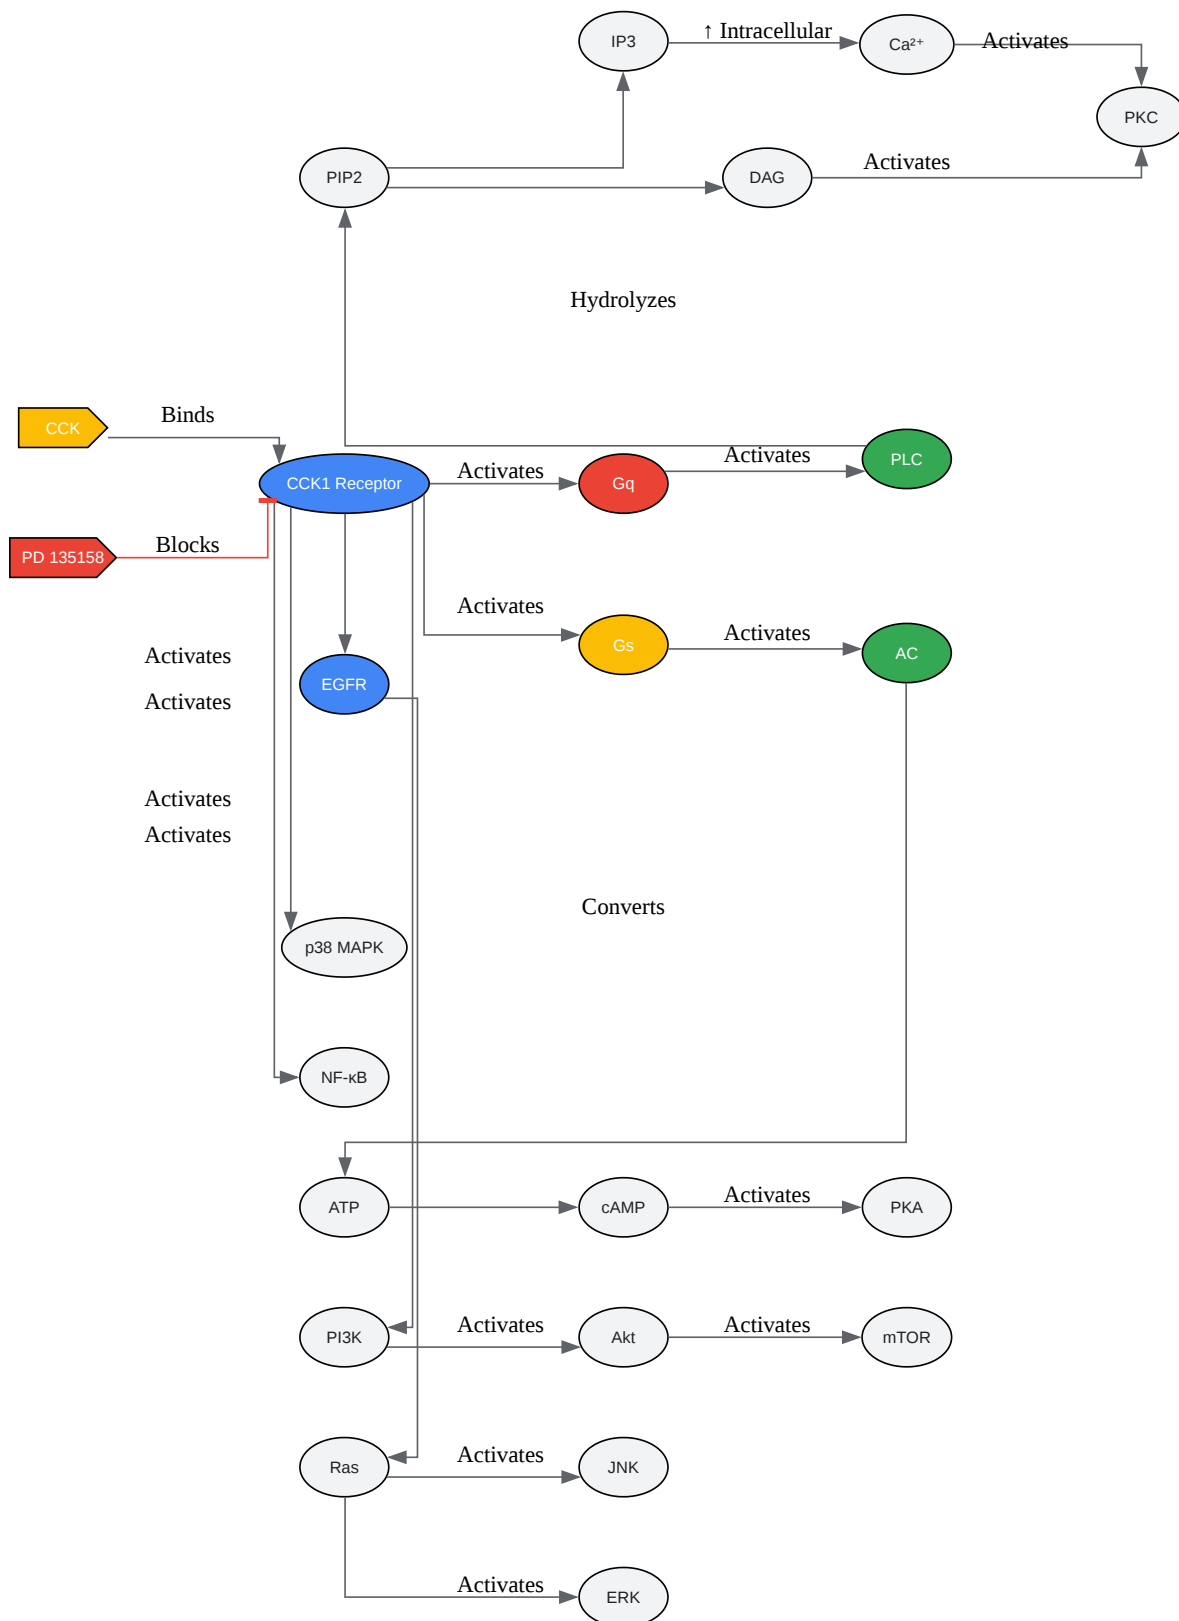 IP3
↑ Intracellular
Ca²⁺
Activates
PKC
PIP2
DAG
Activates
Hydrolyzes
CCK
Binds
CCK1 Receptor
Activates
Gq
Activates
PLC
PD 135158
Blocks
Activates
Gs
Activates
AC
Activates
EGFR
Activates
Activates
Activates
Converts
p38 MAPK
NF-κB
ATP
cAMP
Activates
PKA
PI3K
Activates
Akt
Activates
mTOR
Ras
Activates
JNK
Activates
ERK